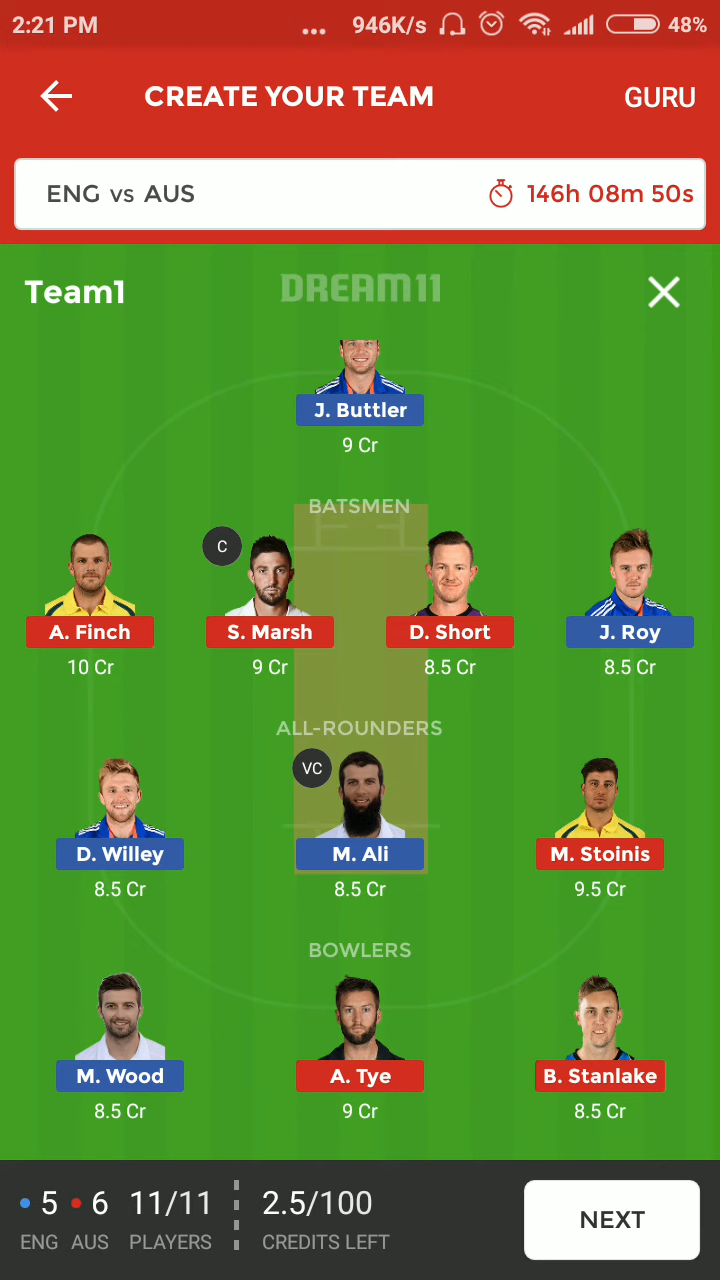 2:21 PM ... 946K/s 48%
CREATE YOUR TEAM GURU
ENG vs AUS 146h 08m 50s
Team1 DREAM11
J. Buttler
9 Cr
BATSMEN
C
A. Finch S. Marsh D. Short J. Roy
10 Cr 9 Cr 8.5 Cr 8.5 Cr
ALL-ROUNDERS
VC
D. Willey M. Ali M. Stoinis
8.5 Cr 8.5 Cr 9.5 Cr
BOWLERS
M. Wood A. Tye B. Stanlake
8.5 Cr 9 Cr 8.5 Cr
5 6 11/11 2.5/100
ENG AUS PLAYERS CREDITS LEFT
NEXT